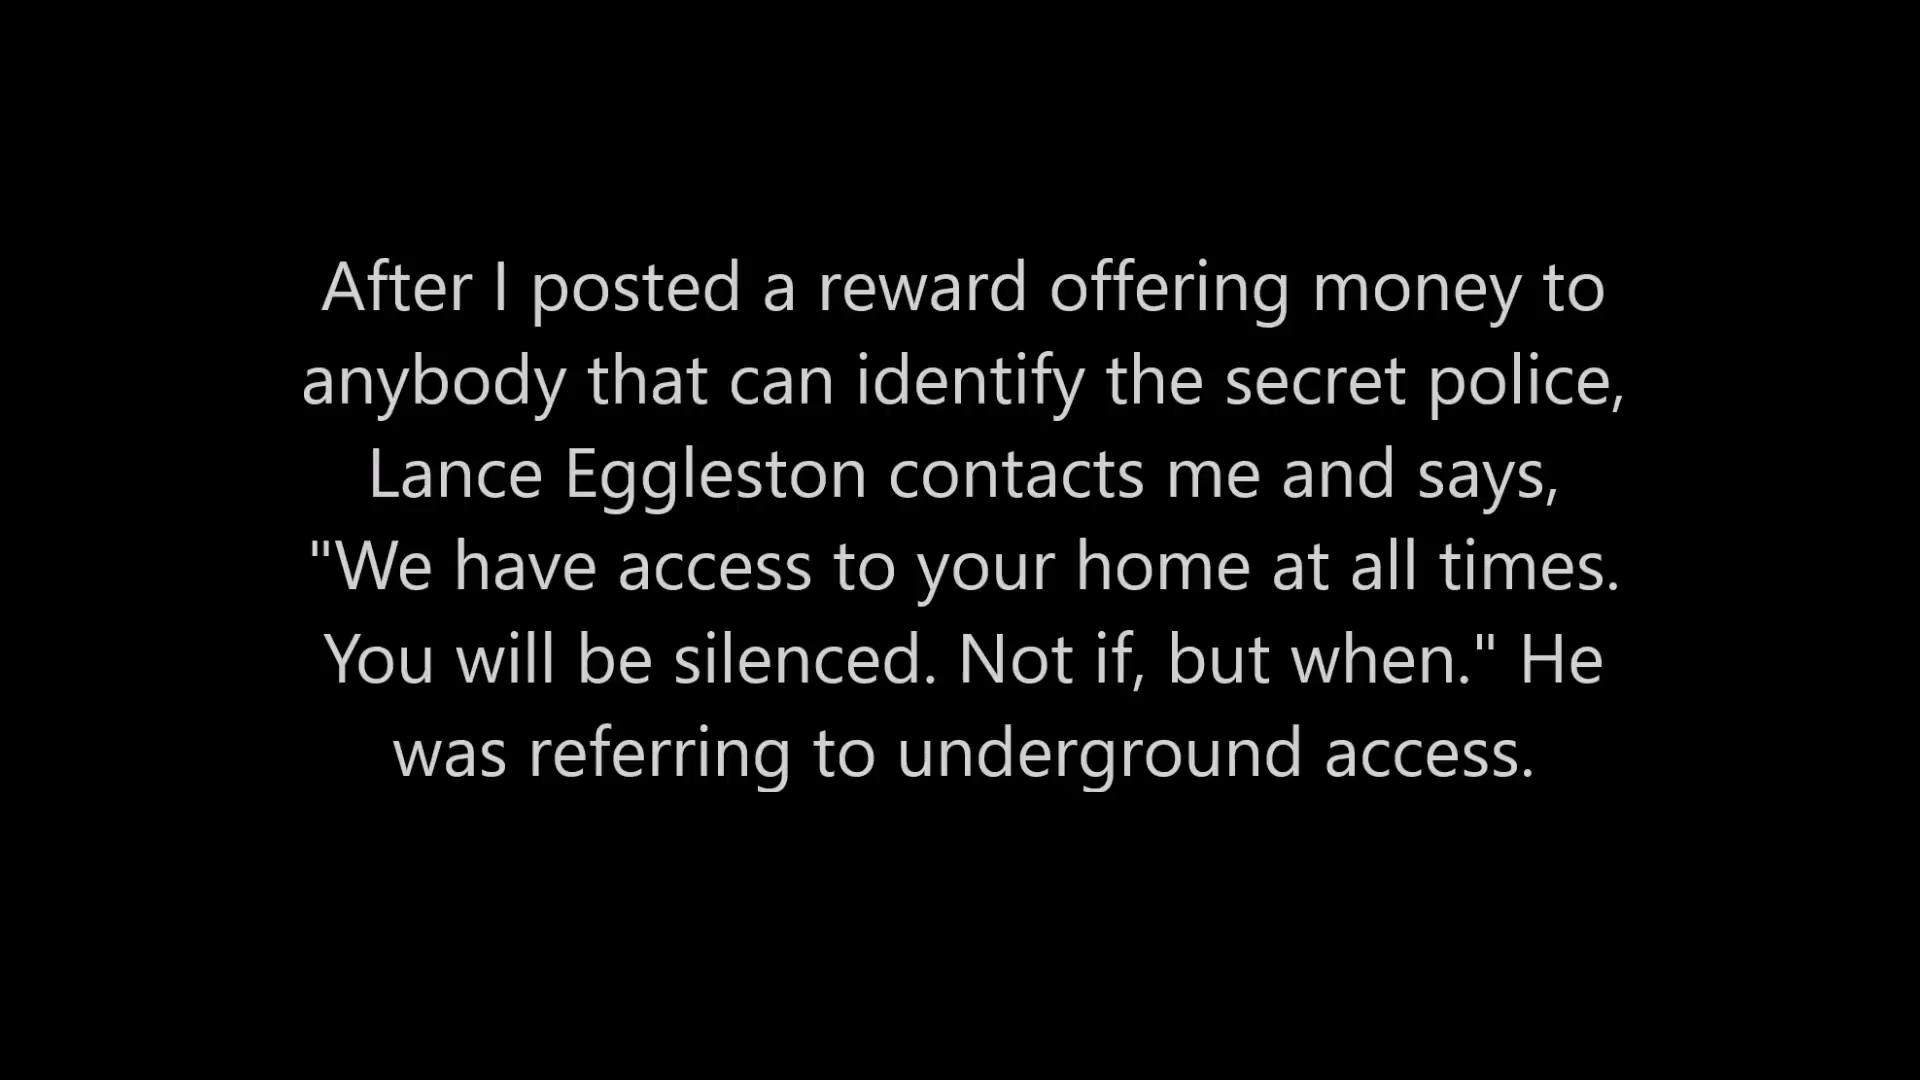 After I posted a reward offering money to
anybody that can identify the secret police,
Lance Eggleston contacts me and says,
"We have access to your home at all times.
You will be silenced. Not if, but when." He
was referring to underground access.